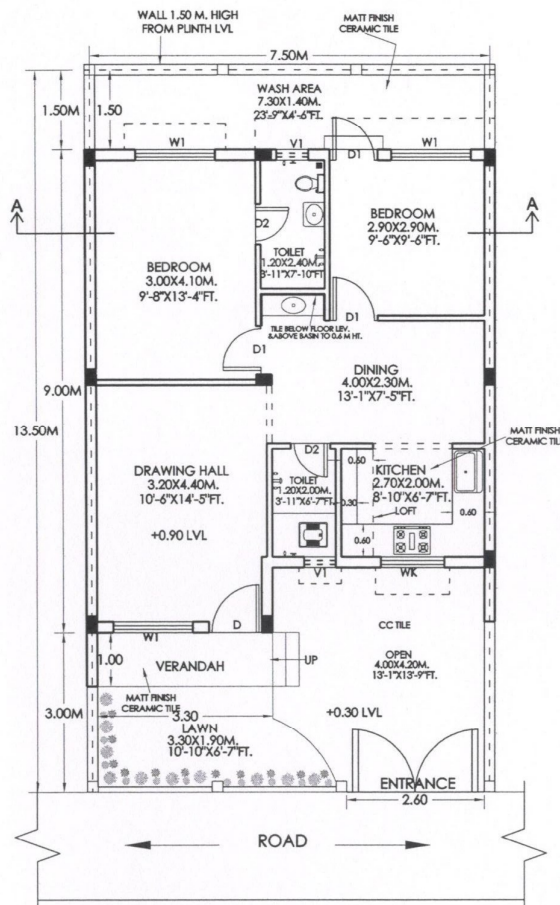 WALL 1.50 M. HIGH
FROM PLINTH LVL
MATT FINISH
CERAMIC TILE
7.50M
1.50M
1.50
WASH AREA
7.30X1.40M.
23'-9"X4'-6"FT.
W1
V1
D1
W1
A
A
D2
BEDROOM
2.90X2.90M.
9'-6"X9'-6"FT.
TOILET
1.20X2.40M.
3'-11"X7'-10"FT
BEDROOM
3.00X4.10M.
9'-8"X13'-4"FT.
TILE BELOW FLOOR LEV.
&ABOVE BASIN TO 0.6 M HT.
D1
D1
DINING
4.00X2.30M.
13'-1"X7'-5"FT.
9.00M
13.50M
MATT FINISH
CERAMIC TIL
D2
0.60
DRAWING HALL
3.20X4.40M.
10'-6"X14'-5"FT.
TOILET
1.20X2.00M.
3'-11"X6'-7"FT.
KITCHEN
2.70X2.00M.
8'-10"X6'-7"FT.
0.30
LOFT
0.60
0.60
+0.90 LVL
V1
WK
W1
D
CC TILE
1.00
VERANDAH
UP
OPEN
4.00X4.20M.
13'-1"X13'-9"FT.
MATT FINISH
CERAMIC TILE
3.00M
3.30
+0.30 LVL
LAWN
3.30X1.90M.
10'-10"X6'-7"FT.
ENTRANCE
2.60
ROAD